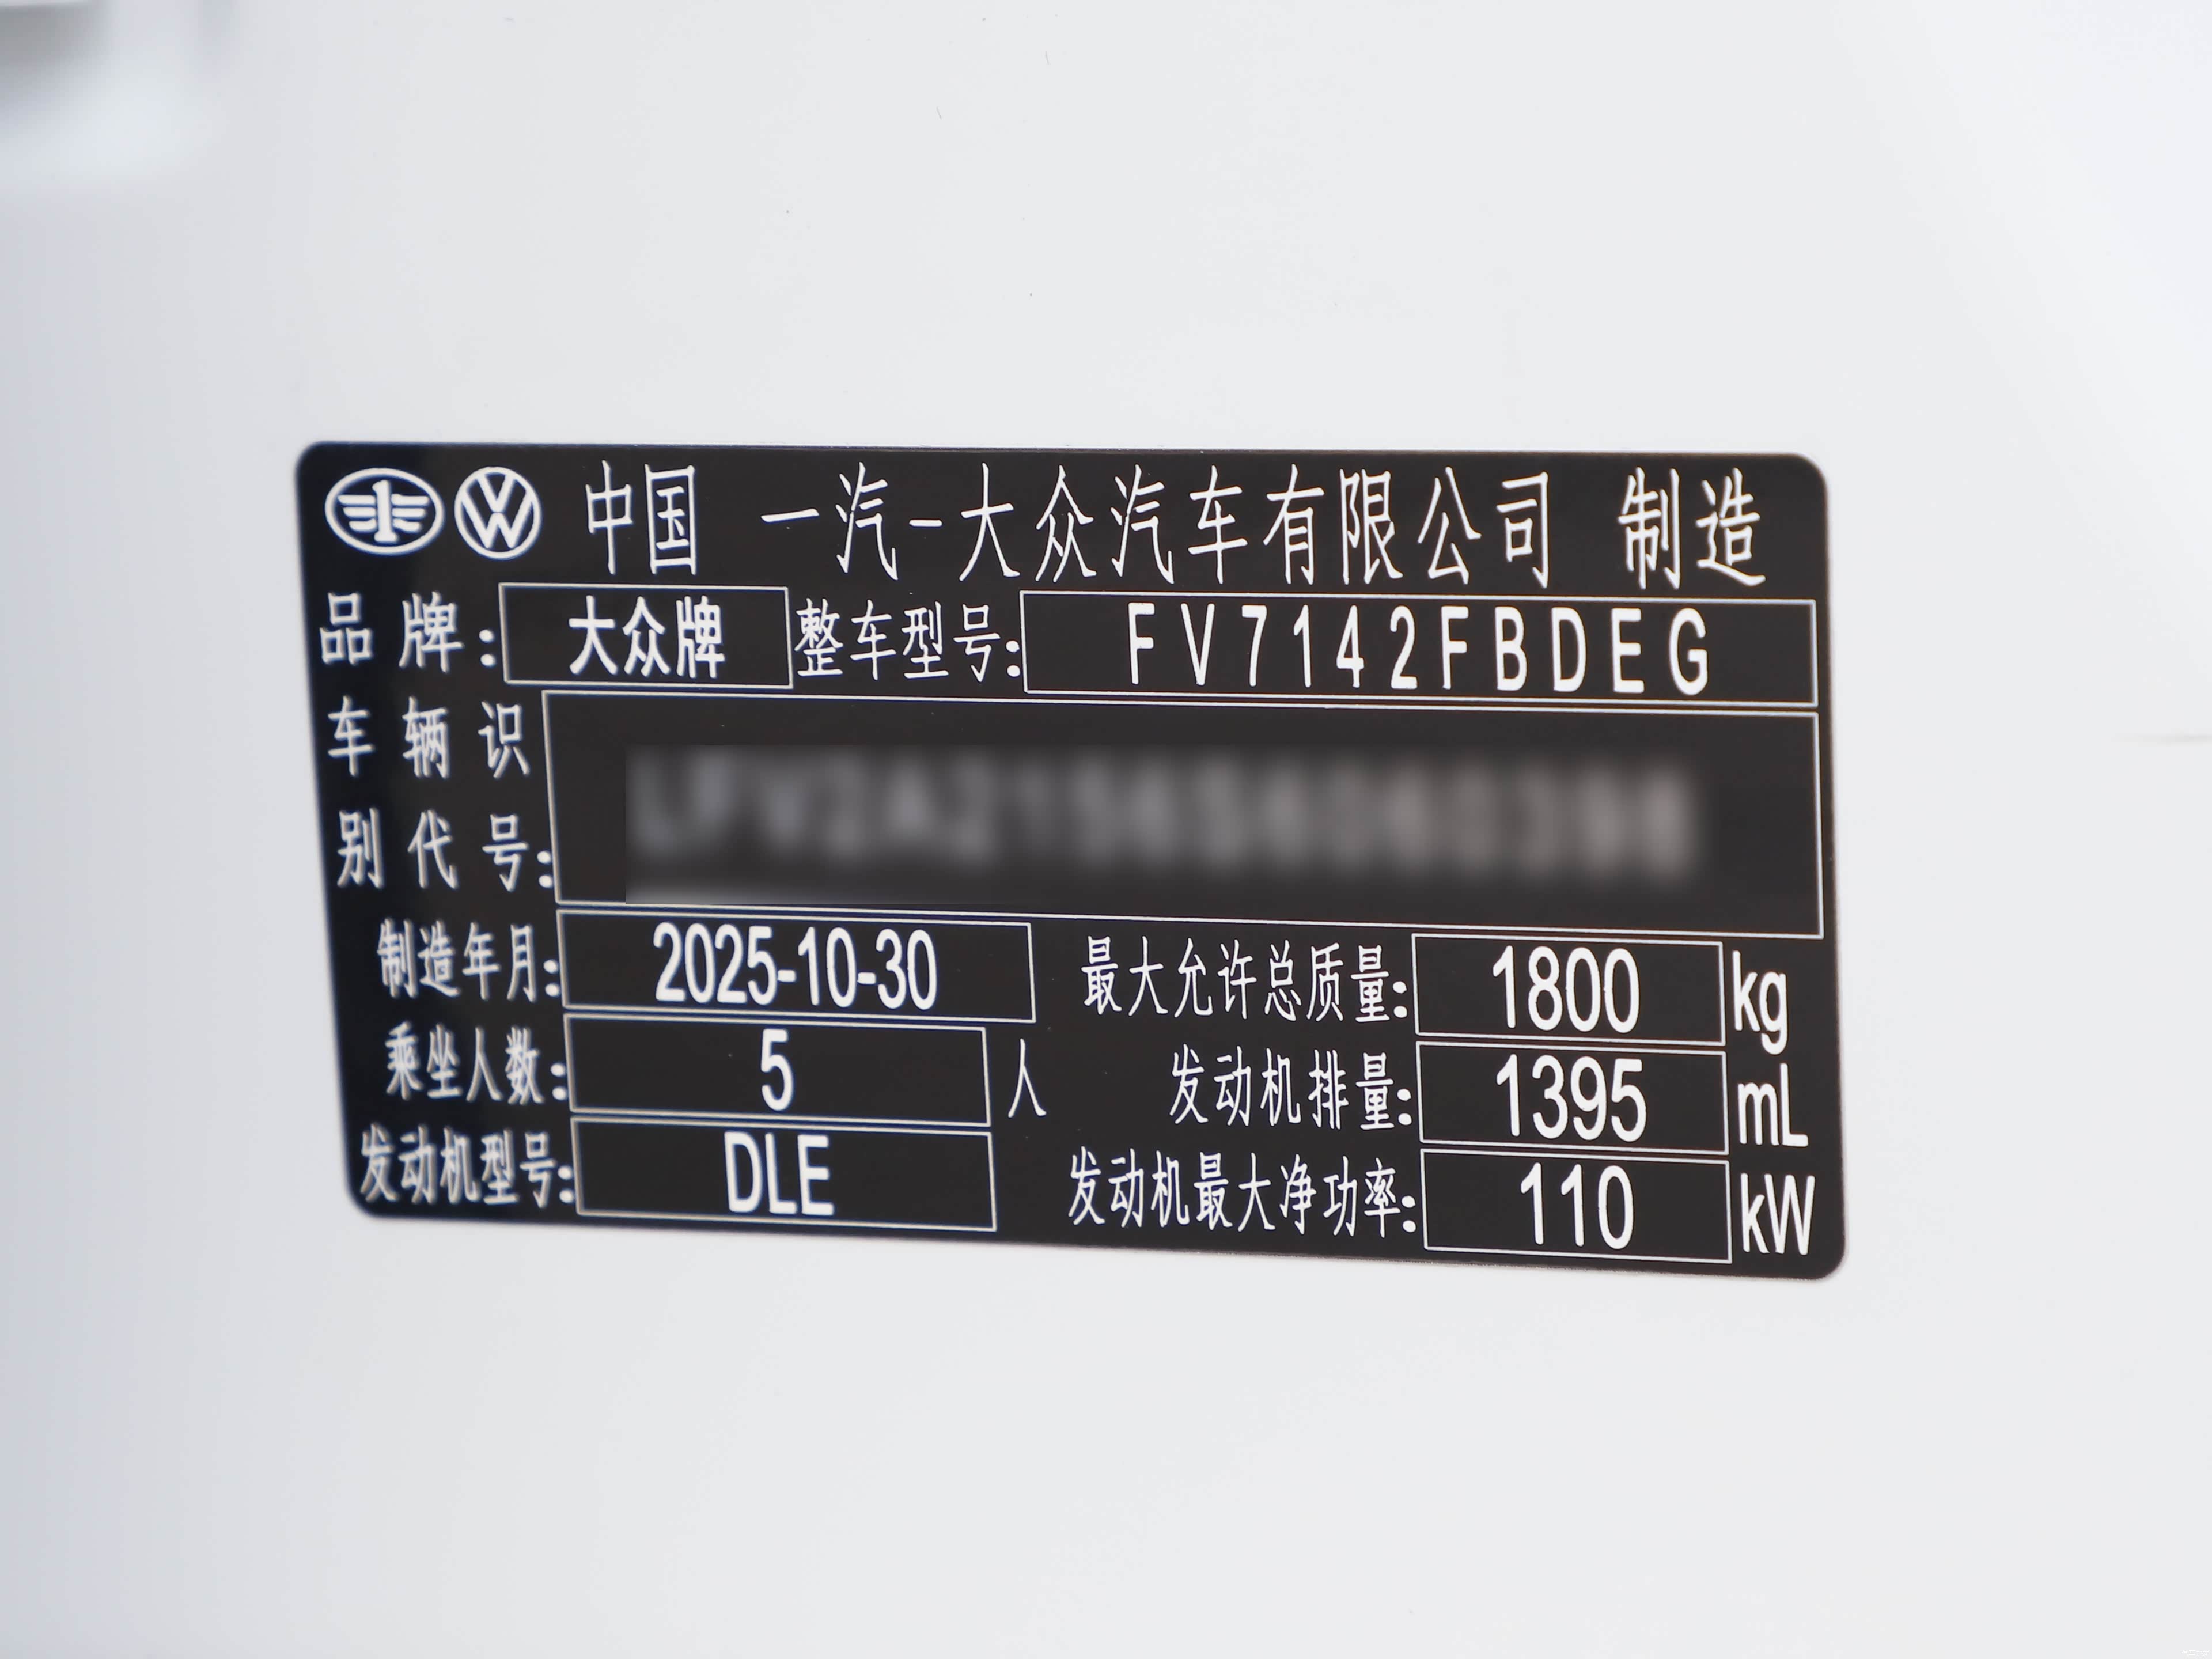 中国 一汽-大众汽车有限公司 制造
品牌: 大众牌 整车型号: FV7142FBDEG
车辆识
别代号:
制造年月: 2025-10-30 最大允许总质量: 1800 kg
乘坐人数: 5 人 发动机排量: 1395 mL
发动机型号: DLE 发动机最大净功率: 110 kW